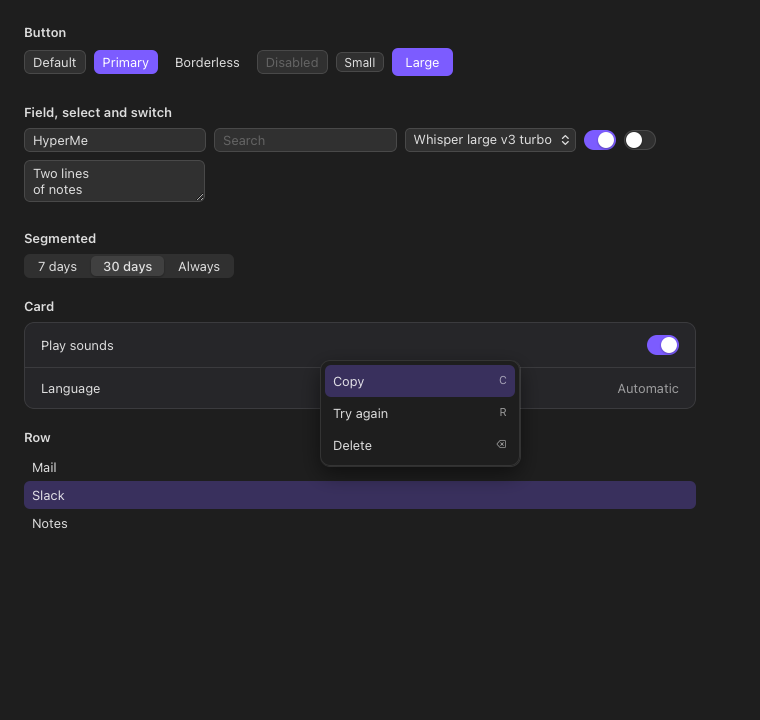 Button
Default Primary Borderless Disabled Small Large
Field, select and switch
HyperMe Search Whisper large v3 turbo
Two lines
of notes
Segmented
7 days 30 days Always
Card
Play sounds
Language Automatic
Copy C
Try again R
Delete ⌫
Row
Mail
Slack
Notes